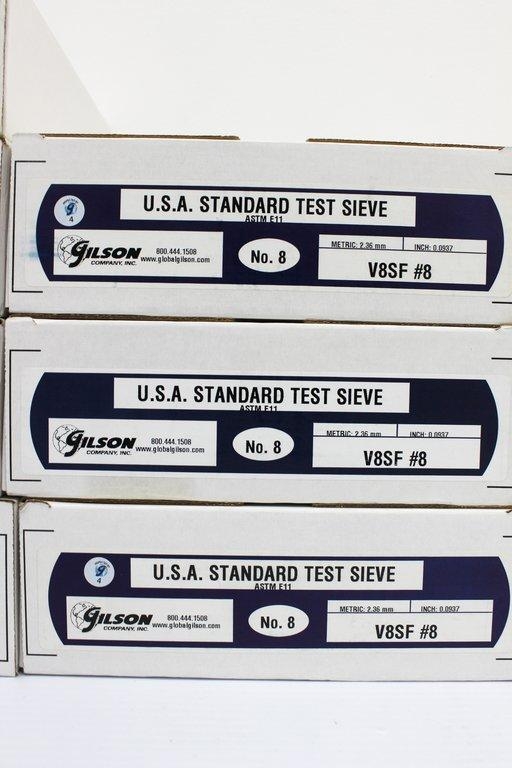 U.S.A. STANDARD TEST SIEVE
ASTM E11
4
GILSON
COMPANY, INC.
800.444.1508
www.globalgilson.com
No. 8
METRIC: 2.36 mm
INCH: 0.0937
V8SF #8
U.S.A. STANDARD TEST SIEVE
ASTM E11
GILSON
COMPANY, INC.
800.444.1508
www.globalgilson.com
No. 8
METRIC: 2.36 mm
INCH: 0.0937
V8SF #8
U.S.A. STANDARD TEST SIEVE
ASTM E11
4
GILSON
COMPANY, INC.
800.444.1508
www.globalgilson.com
No. 8
METRIC: 2.36 mm
INCH: 0.0937
V8SF #8